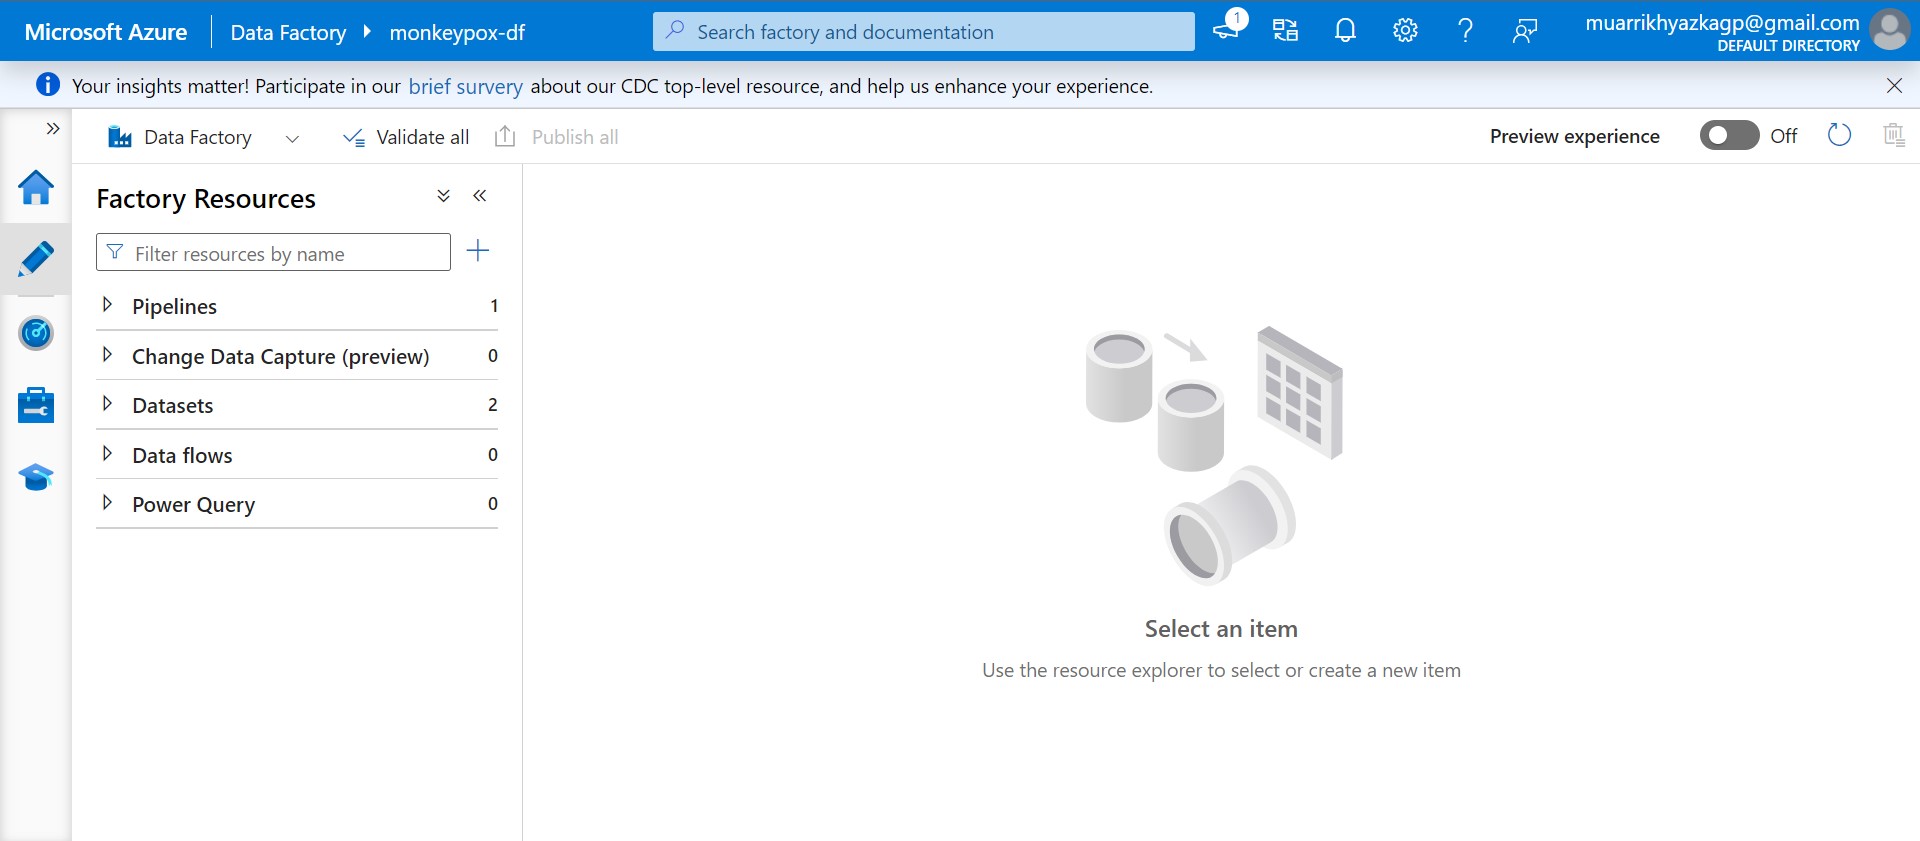 Microsoft Azure
Data Factory
monkeypox-df
Search factory and documentation
1
muarrikhyazkagp@gmail.com
DEFAULT DIRECTORY
Your insights matter! Participate in our brief survery about our CDC top-level resource, and help us enhance your experience.
Data Factory
Validate all
Publish all
Preview experience
Off
Factory Resources
Filter resources by name
Pipelines 1
Change Data Capture (preview) 0
Datasets 2
Data flows 0
Power Query 0
Select an item
Use the resource explorer to select or create a new item